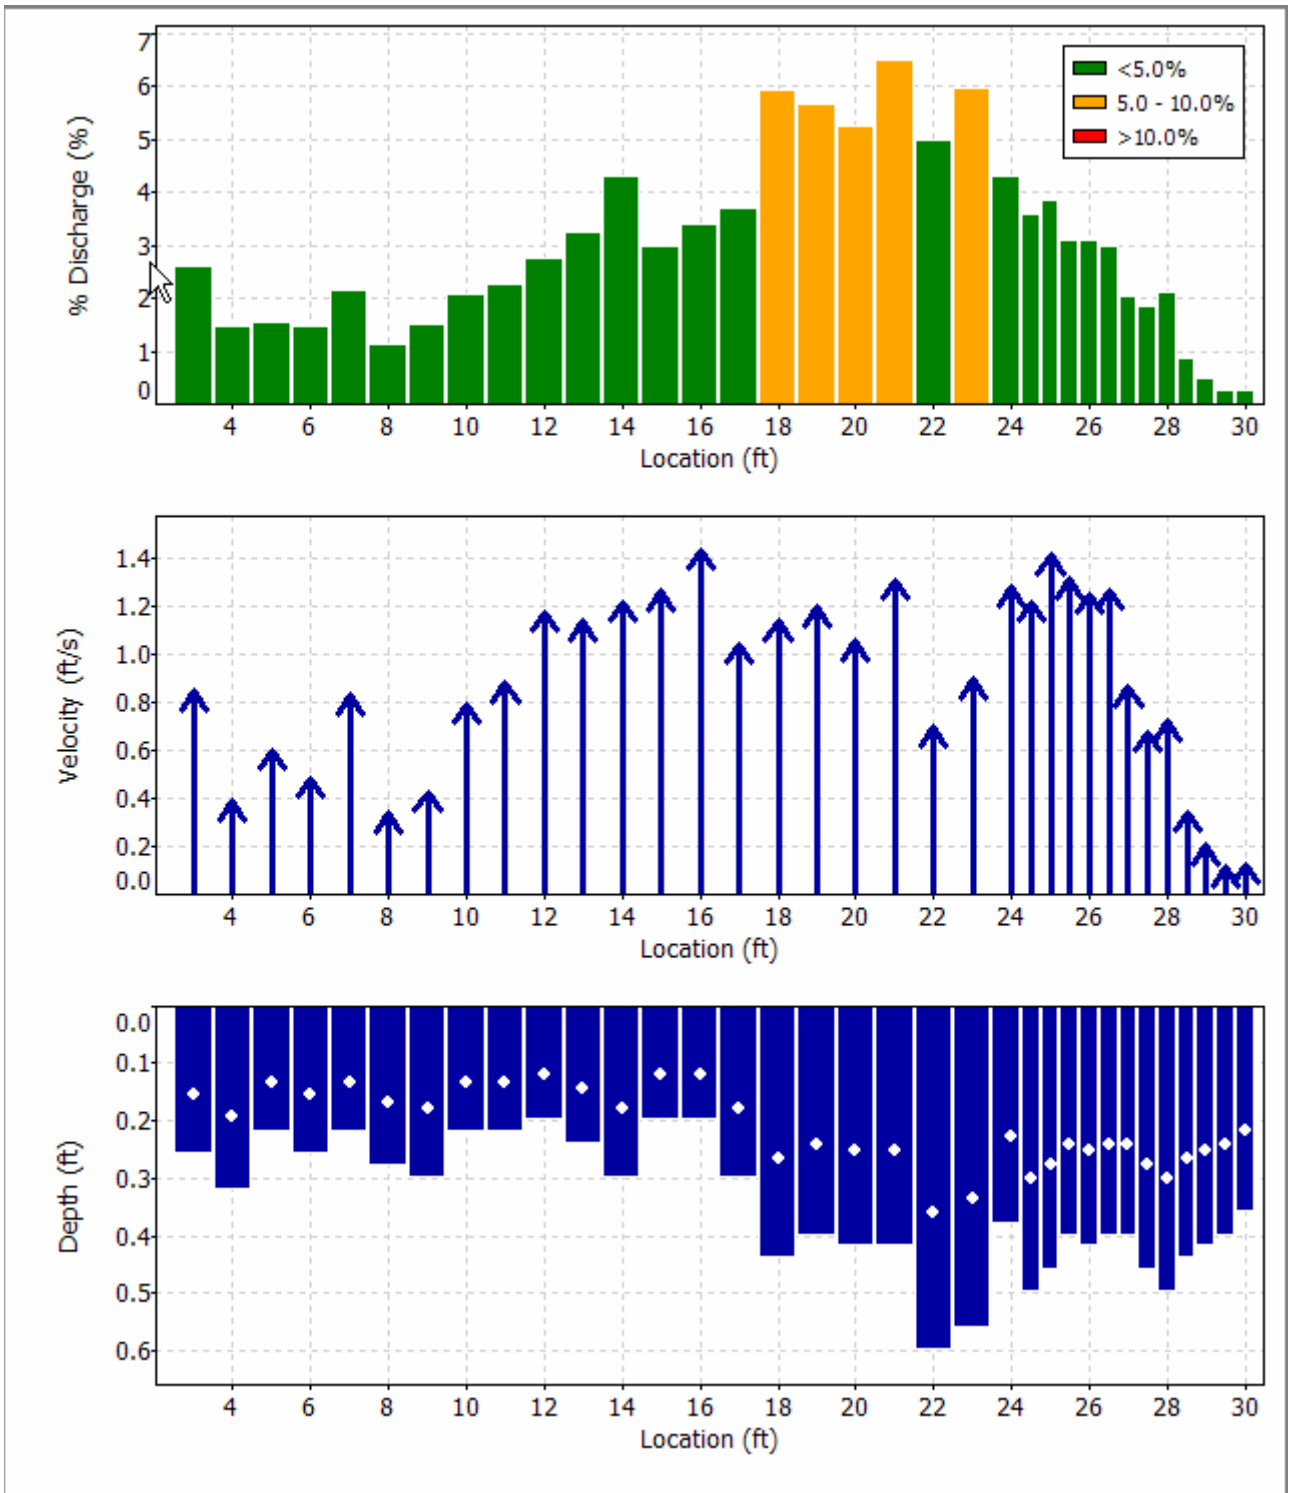 % Discharge (%)
7
6
5
4
3
2
1
0
<5.0%
5.0 - 10.0%
>10.0%
4 6 8 10 12 14 16 18 20 22 24 26 28 30
Location (ft)
Velocity (ft/s)
1.4
1.2
1.0
0.8
0.6
0.4
0.2
0.0
4 6 8 10 12 14 16 18 20 22 24 26 28 30
Location (ft)
Depth (ft)
0.0
0.1
0.2
0.3
0.4
0.5
0.6
4 6 8 10 12 14 16 18 20 22 24 26 28 30
Location (ft)